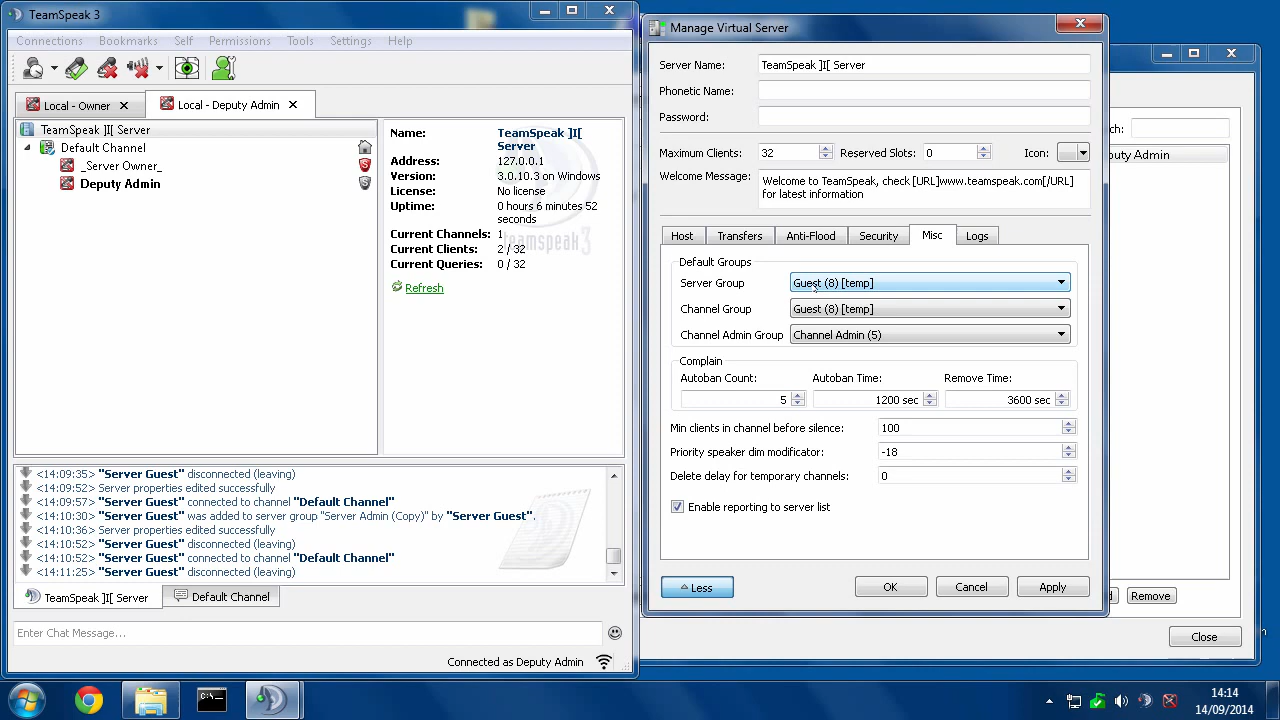 TeamSpeak 3
Connections Bookmarks Self Permissions Tools Settings Help
Local - Owner
Local - Deputy Admin
TeamSpeak ]I[ Server
Default Channel
_Server Owner_
Deputy Admin
Name: TeamSpeak ]I[
Server
Address: 127.0.0.1
Version: 3.0.10.3 on Windows
License: No license
Uptime: 0 hours 6 minutes 52
seconds
Current Channels: 1
Current Clients: 2 / 32
Current Queries: 0 / 32
Refresh
teamspeak3
<14:09:35> "Server Guest" disconnected (leaving)
<14:09:52> Server properties edited successfully
<14:09:57> "Server Guest" connected to channel "Default Channel"
<14:10:30> "Server Guest" was added to server group "Server Admin (Copy)" by "Server Guest".
<14:10:36> Server properties edited successfully
<14:10:52> "Server Guest" disconnected (leaving)
<14:10:52> "Server Guest" connected to channel "Default Channel"
<14:11:25> "Server Guest" disconnected (leaving)
TeamSpeak ]I[ Server
Default Channel
Enter Chat Message...
Connected as Deputy Admin
Manage Virtual Server
Server Name: TeamSpeak ]I[ Server
Phonetic Name:
Password:
Maximum Clients: 32 Reserved Slots: 0 Icon:
Welcome Message: Welcome to TeamSpeak, check [URL]www.teamspeak.com[/URL]
for latest information
Host Transfers Anti-Flood Security Misc Logs
Default Groups
Server Group Guest (8) [temp]
Channel Group Guest (8) [temp]
Channel Admin Group Channel Admin (5)
Complain
Autoban Count: Autoban Time: Remove Time:
5 1200 sec 3600 sec
Min clients in channel before silence: 100
Priority speaker dim modificator: -18
Delete delay for temporary channels: 0
Enable reporting to server list
Less OK Cancel Apply
ch:
puty Admin
d
Remove
Close
n
14:14
14/09/2014